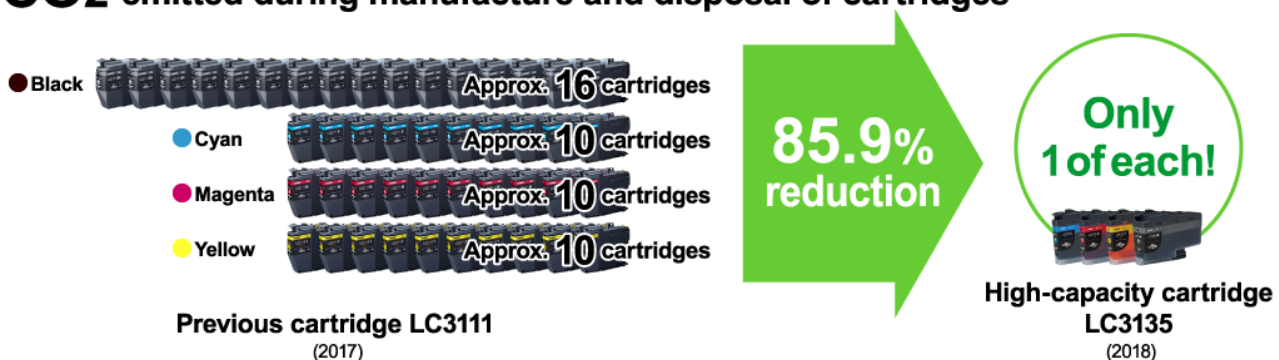 emitted during manufacture and disposal of cartridges
Black
Approx. 16 cartridges
Cyan
Approx. 10 cartridges
Magenta
Approx. 10 cartridges
Yellow
Approx. 10 cartridges
Previous cartridge LC3111
(2017)
85.9%
reduction
Only
1 of each!
High-capacity cartridge
LC3135
(2018)